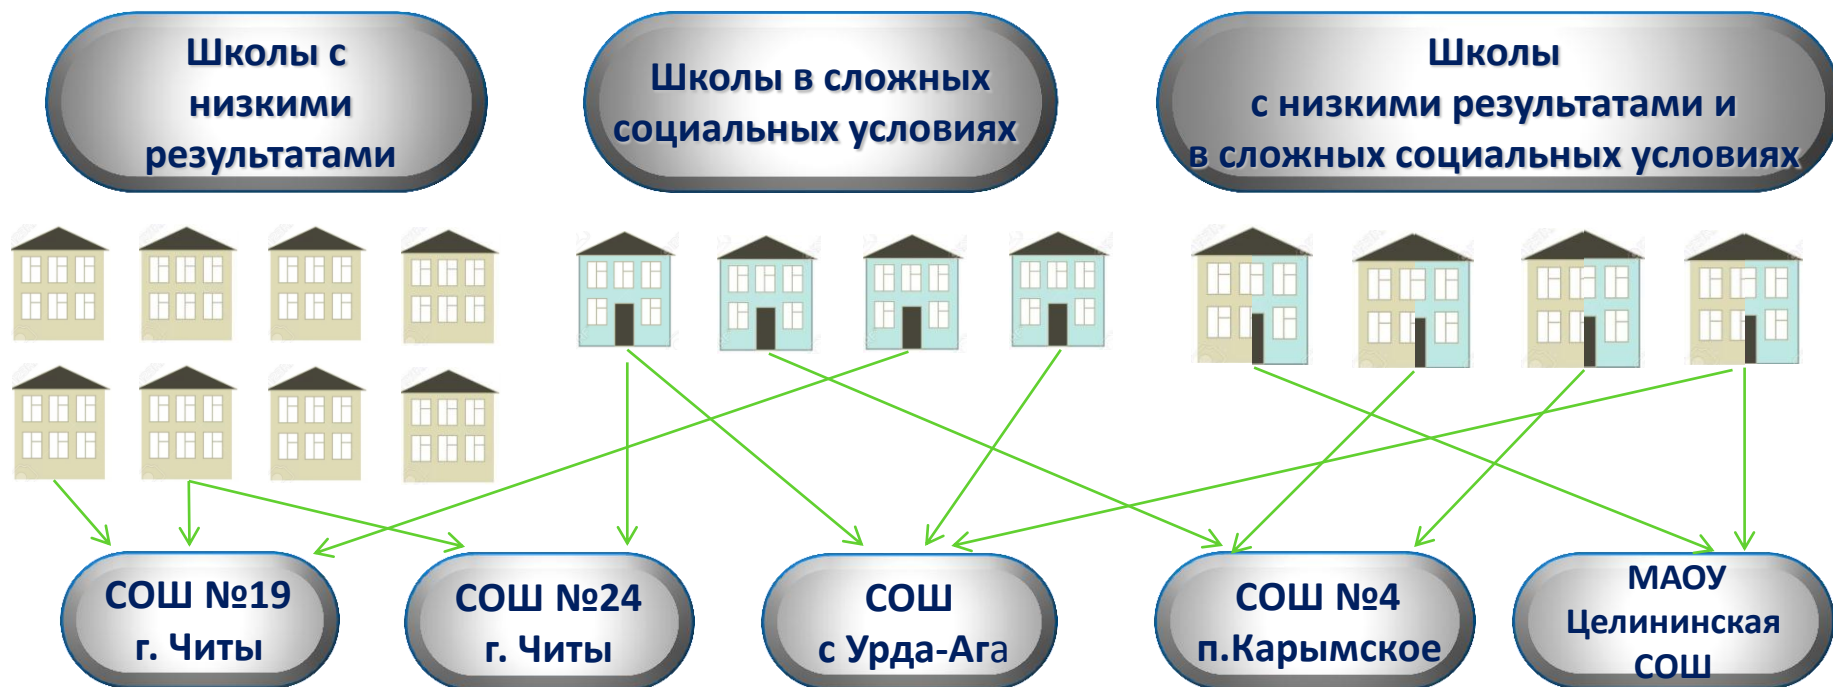 Школы с
низкими
результатами
Школы в сложных
социальных условиях
Школы
с низкими результатами и
в сложных социальных условиях
СОШ №19
г. Читы
СОШ №24
г. Читы
СОШ
с Урда-Ага
СОШ №4
п.Карымское
МАОУ
Целининская
СОШ